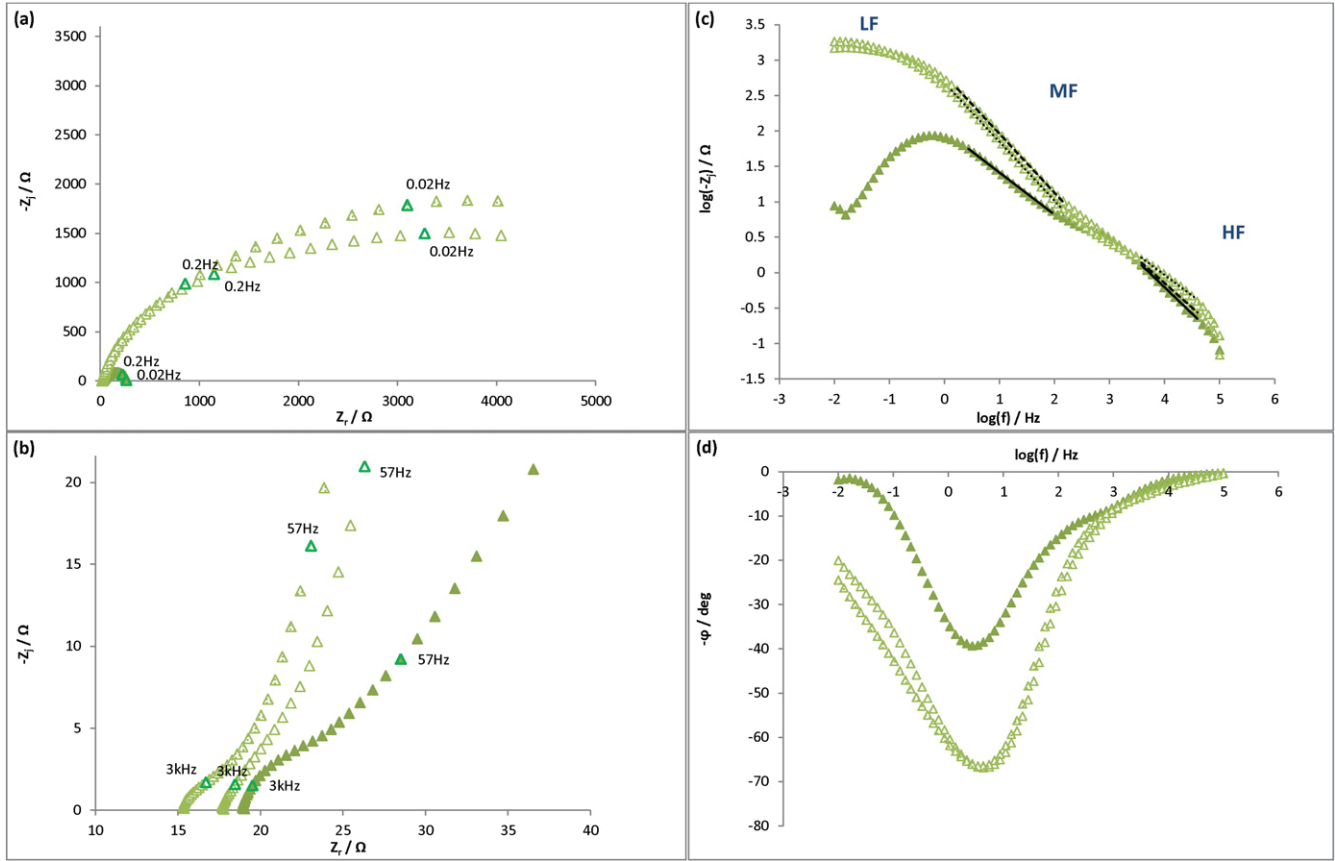 (a)
3500
3000
2500
2000
1500
1000
500
0
-Zj / Ω
0.02Hz
0.02Hz
0.2Hz
0.2Hz
0.2Hz
0.02Hz
0 1000 2000 3000 4000 5000
Zr / Ω
(b)
20
15
10
5
0
-Zj / Ω
57Hz
57Hz
57Hz
3kHz
3kHz
3kHz
10 15 20 25 30 35 40
Zr / Ω
(c)
LF
MF
HF
3.5
3
2.5
2
1.5
1
0.5
0
-0.5
-1
-1.5
log(-Zj) / Ω
-3 -2 -1 0 1 2 3 4 5 6
log(f) / Hz
(d)
log(f) / Hz
-3 -2 -1 0 1 2 3 4 5 6
0
-10
-20
-30
-40
-50
-60
-70
-80
-φ / deg